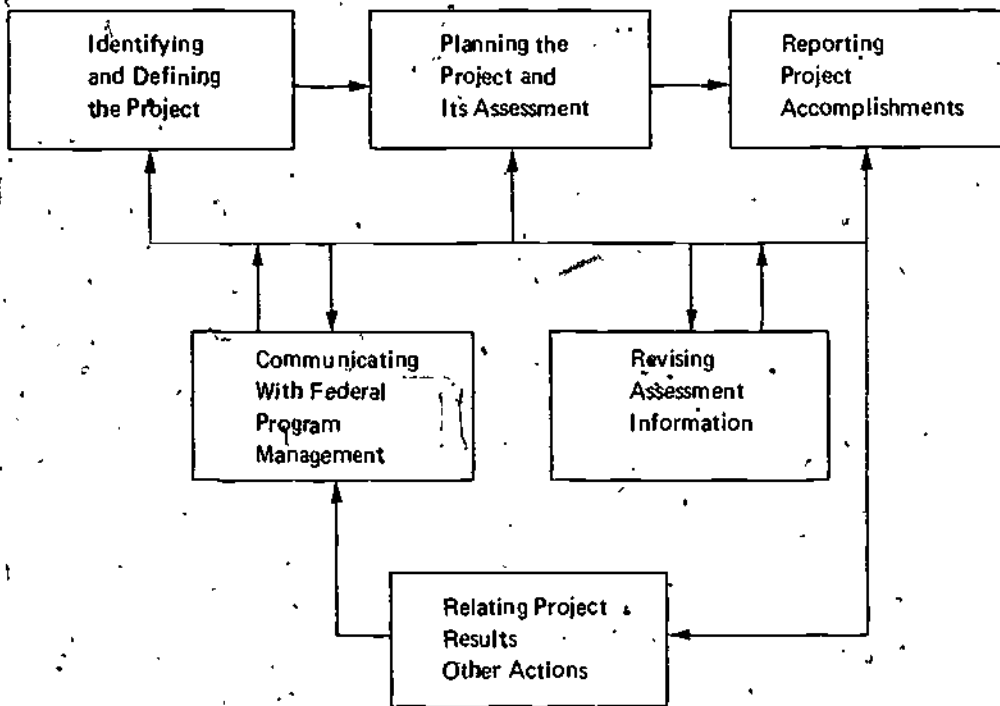 Identifying
and Defining
the Project
Planning the
Project and
Its Assessment
Reporting
Project
Accomplishments
Communicating
With Federal
Program
Management
Revising
Assessment
Information
Relating Project
Results
Other Actions